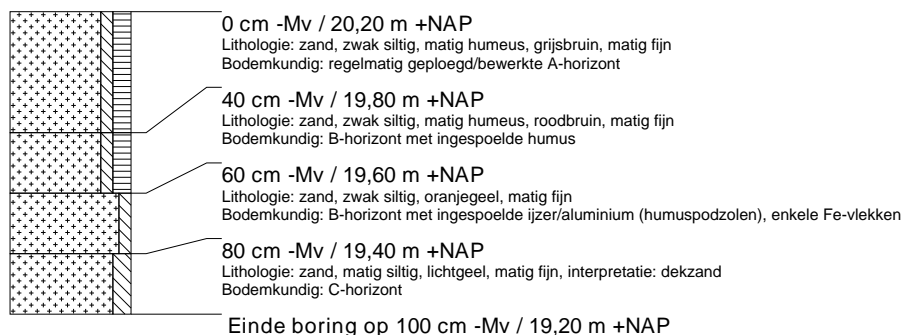 0 cm -Mv / 20,20 m +NAP
Lithologie: zand, zwak siltig, matig humeus, grijsbruin, matig fijn
Bodemkundig: regelmatig geploegd/bewerkte A-horizont
40 cm -Mv / 19,80 m +NAP
Lithologie: zand, zwak siltig, matig humeus, roodbruin, matig fijn
Bodemkundig: B-horizont met ingespoelde humus
60 cm -Mv / 19,60 m +NAP
Lithologie: zand, zwak siltig, oranjegeel, matig fijn
Bodemkundig: B-horizont met ingespoelde ijzer/aluminium (humuspodzolen), enkele Fe-vlekken
80 cm -Mv / 19,40 m +NAP
Lithologie: zand, matig siltig, lichtgeel, matig fijn, interpretatie: dekzand
Bodemkundig: C-horizont
Einde boring op 100 cm -Mv / 19,20 m +NAP